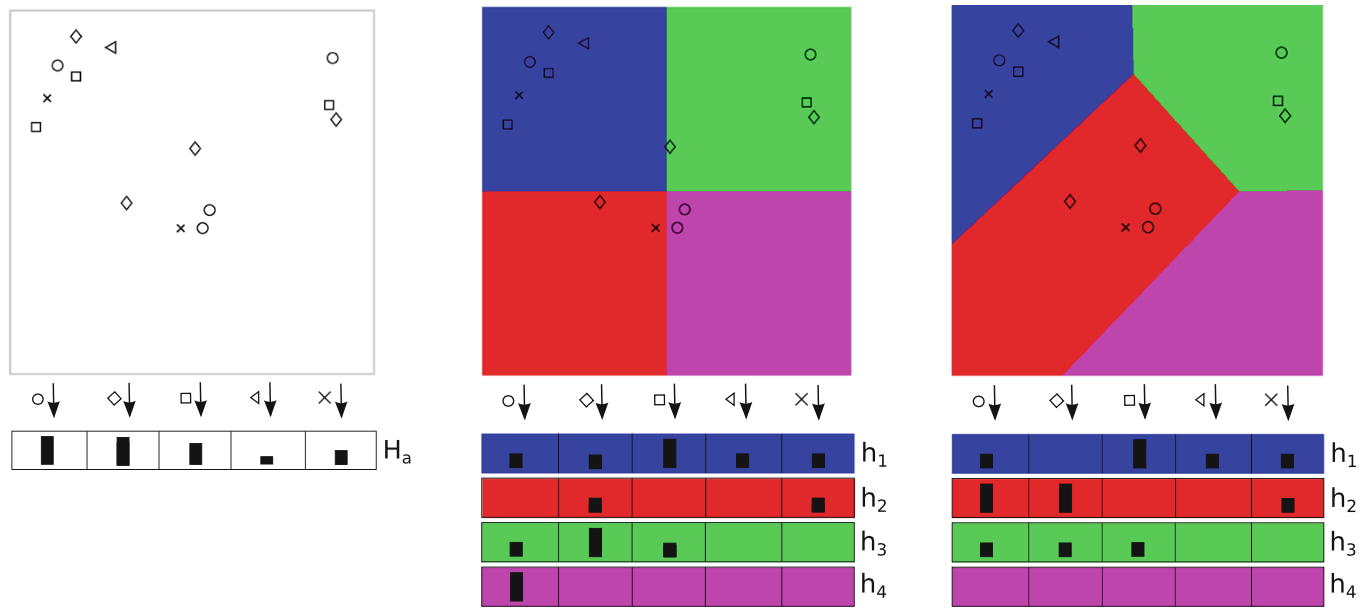 Hₐ
h₁ h₁
h₂ h₂
h₃ h₃
h₄ h₄